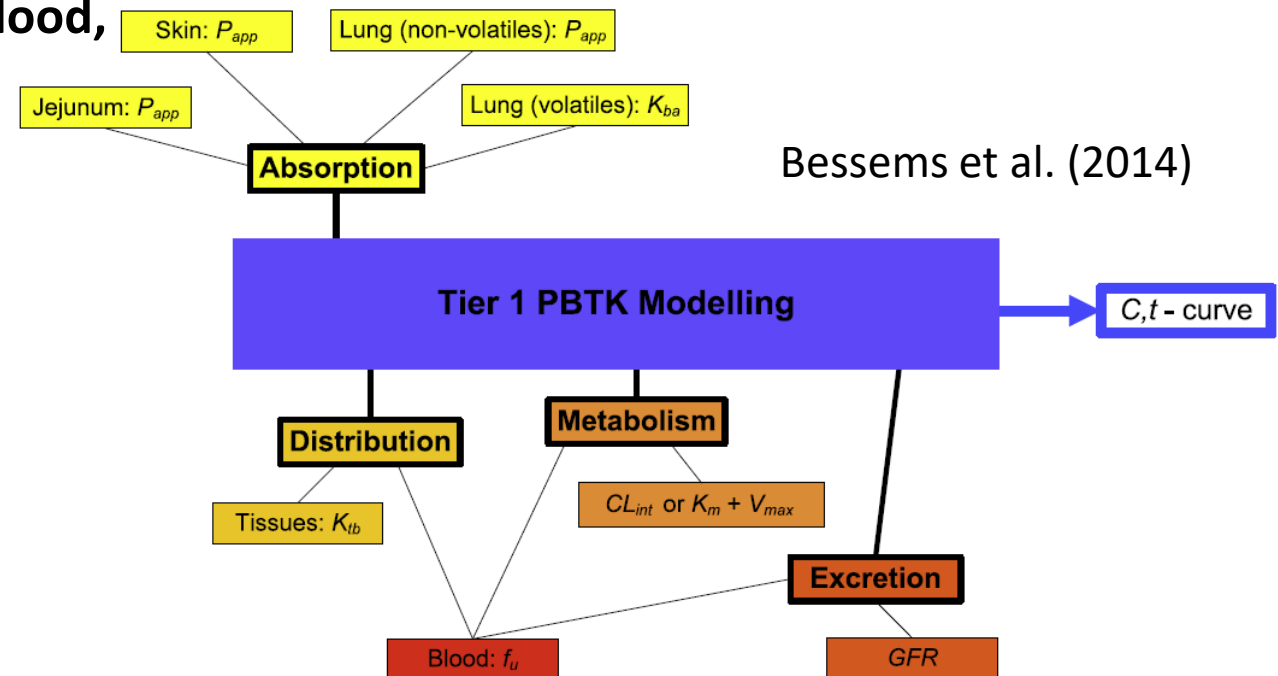 lood,
Skin: Papp
Lung (non-volatiles): Papp
Jejunum: Papp
Lung (volatiles): Kba
Absorption
Bessems et al. (2014)
Tier 1 PBTK Modelling
C,t - curve
Distribution
Metabolism
Tissues: Ktb
CLint or Km + Vmax
Excretion
Blood: fu
GFR